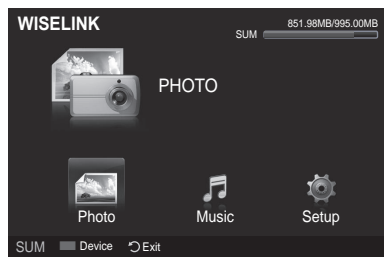 WISELINK
851.98MB/995.00MB
SUM
PHOTO
Photo Music Setup
SUM Device Exit